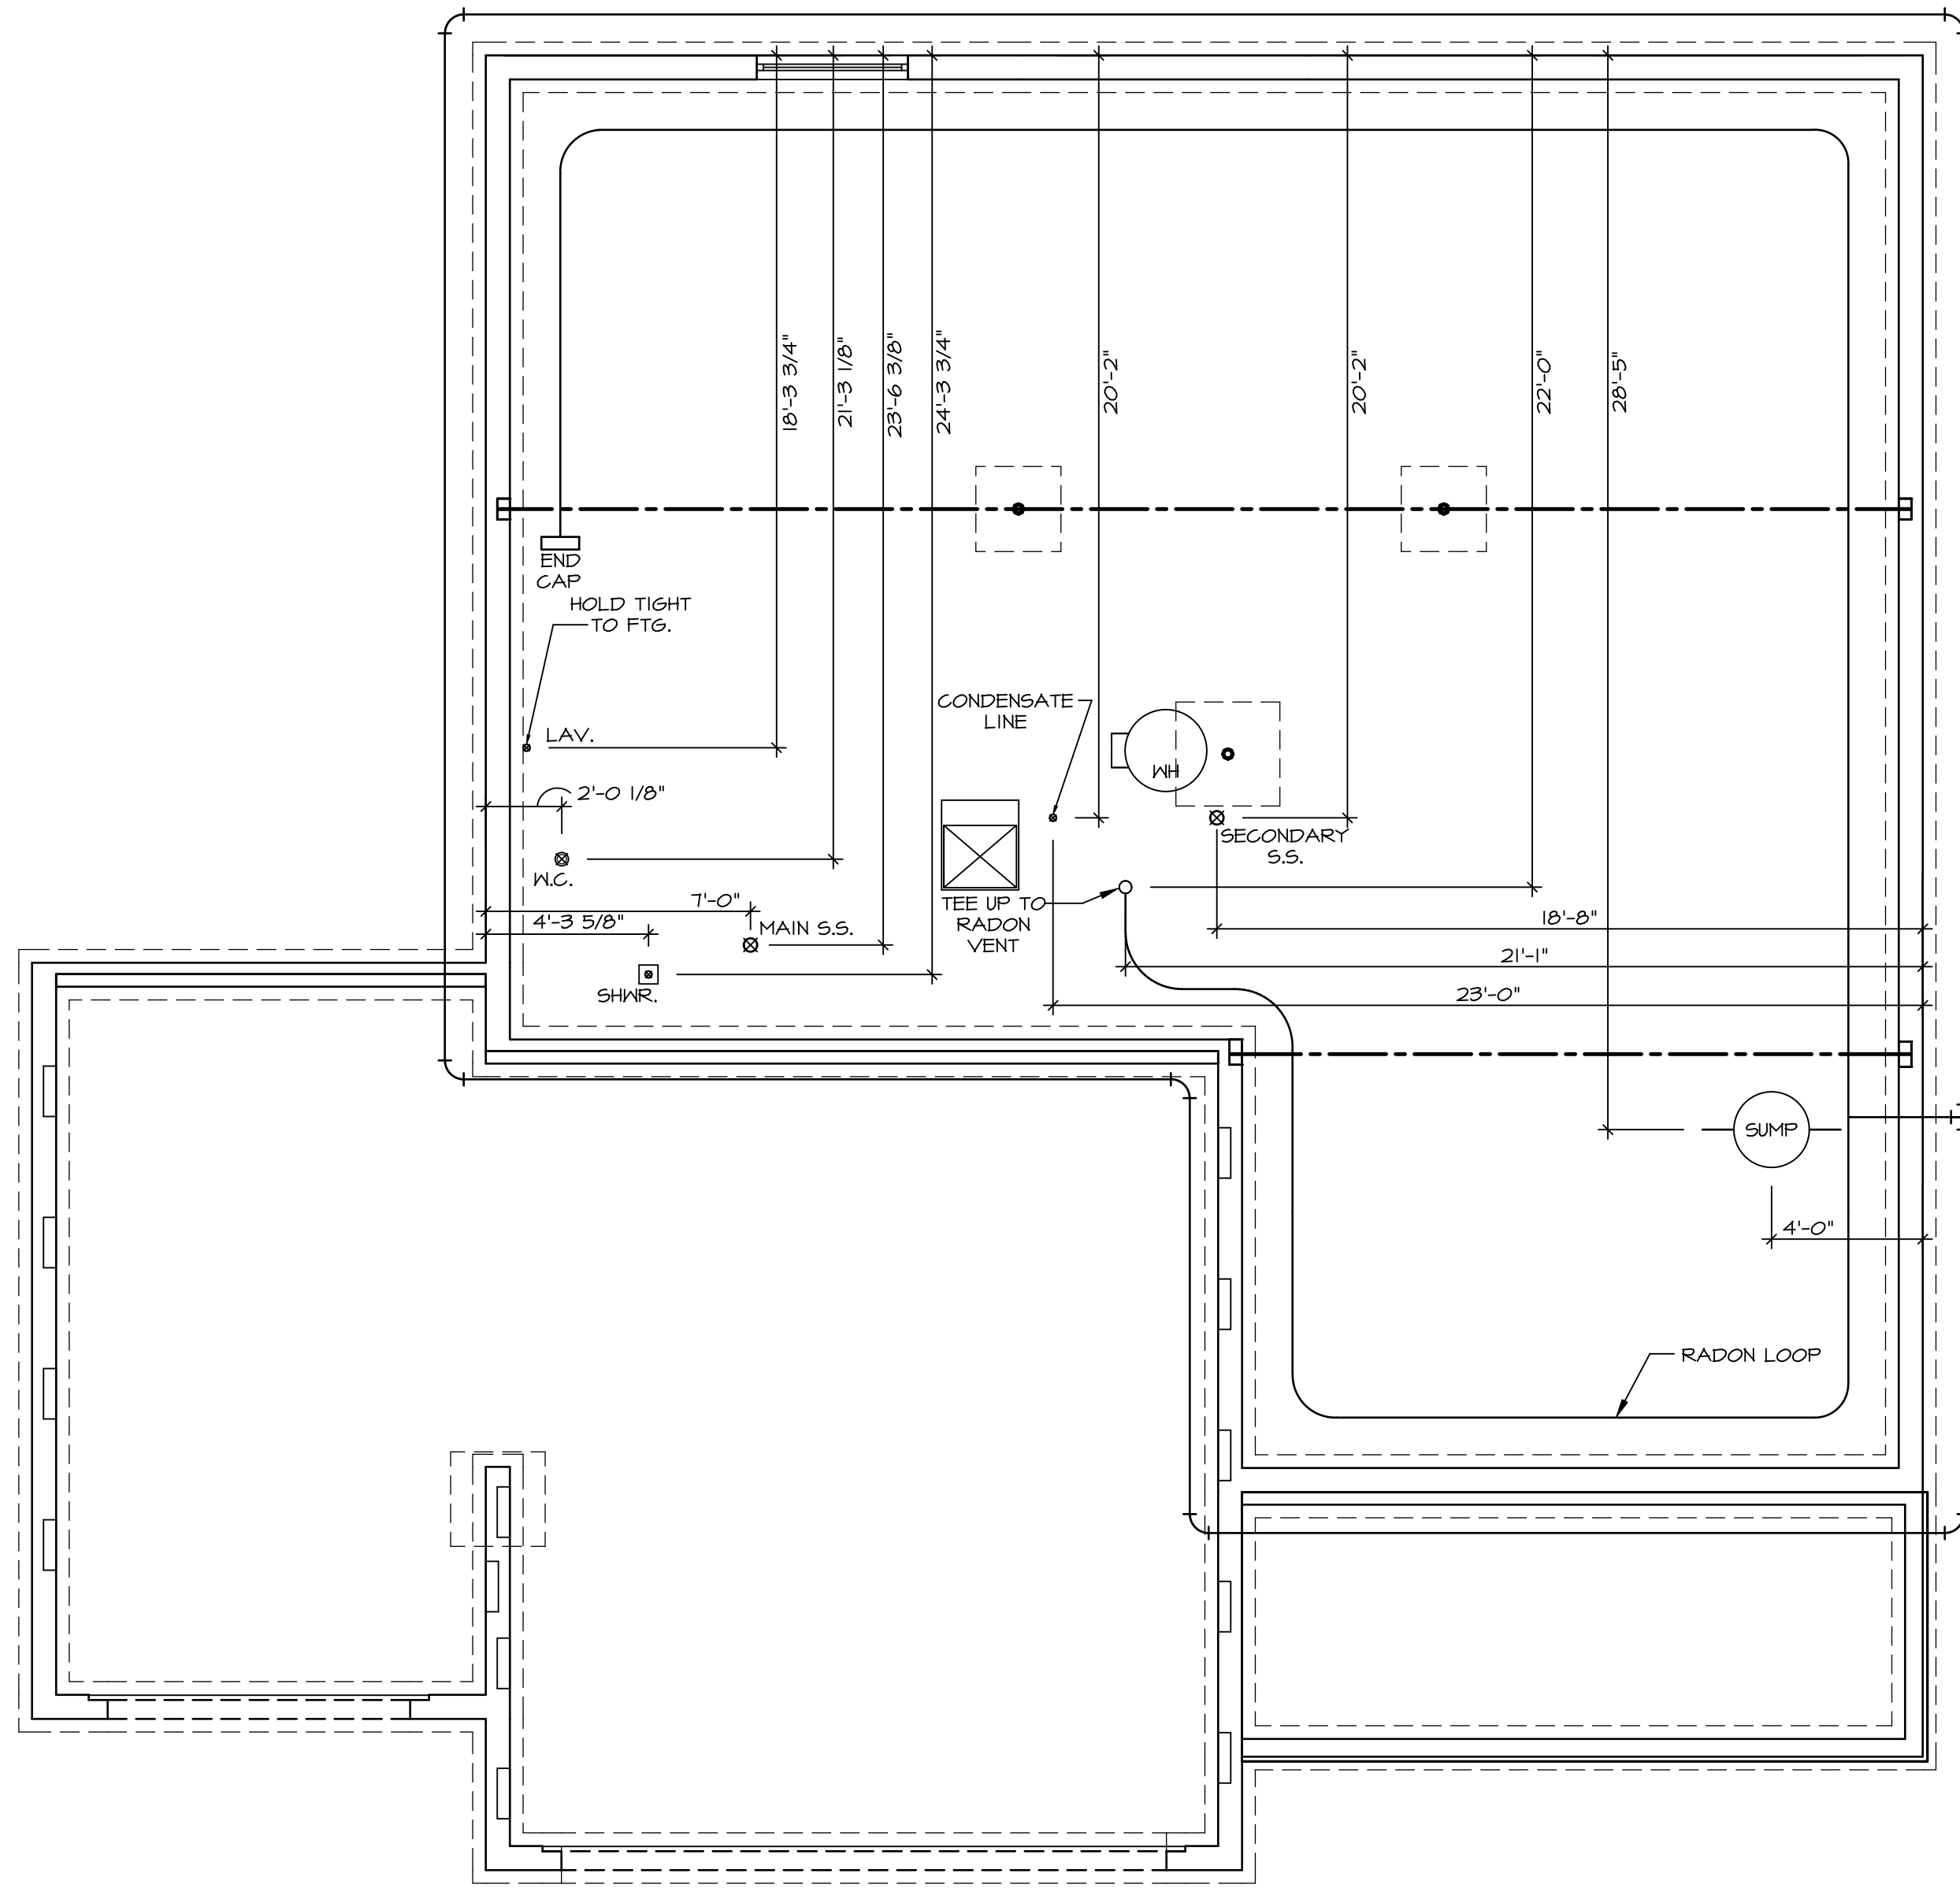 18'-3 3/4"
21'-3 1/8"
23'-6 3/8"
24'-3 3/4"
20'-2"
20'-2"
22'-0"
28'-5"
END
CAP
HOLD TIGHT
TO FTG.
LAV.
CONDENSATE
LINE
WH
2'-0 1/8"
SECONDARY
S.S.
W.C.
7'-0"
TEE UP TO
RADON
VENT
4'-3 5/8"
MAIN S.S.
18'-8"
21'-1"
SHWR.
23'-0"
SUMP
4'-0"
RADON LOOP